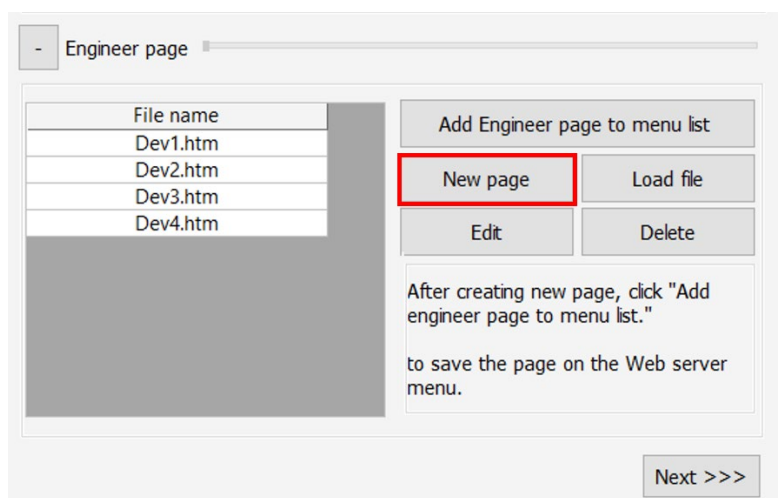 - Engineer page
File name
Dev1.htm
Dev2.htm
Dev3.htm
Dev4.htm
Add Engineer page to menu list
New page
Load file
Edit
Delete
After creating new page, click "Add
engineer page to menu list."
to save the page on the Web server
menu.
Next >>>